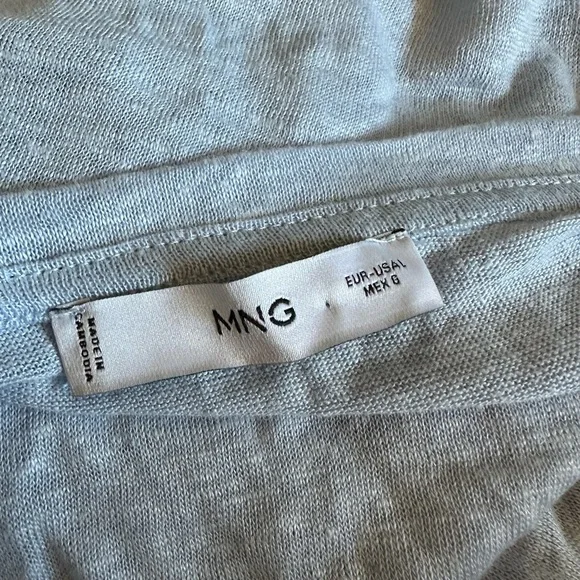 MADE IN
CAMBODIA
MNG
EUR-USA L
MEX G